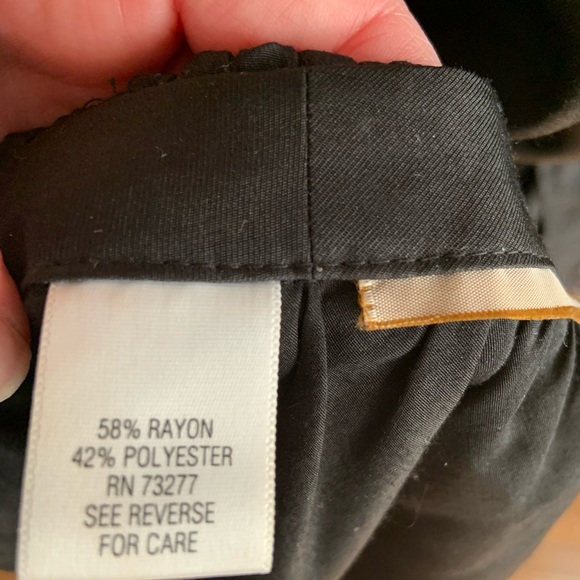 58% RAYON
42% POLYESTER
RN 73277
SEE REVERSE
FOR CARE